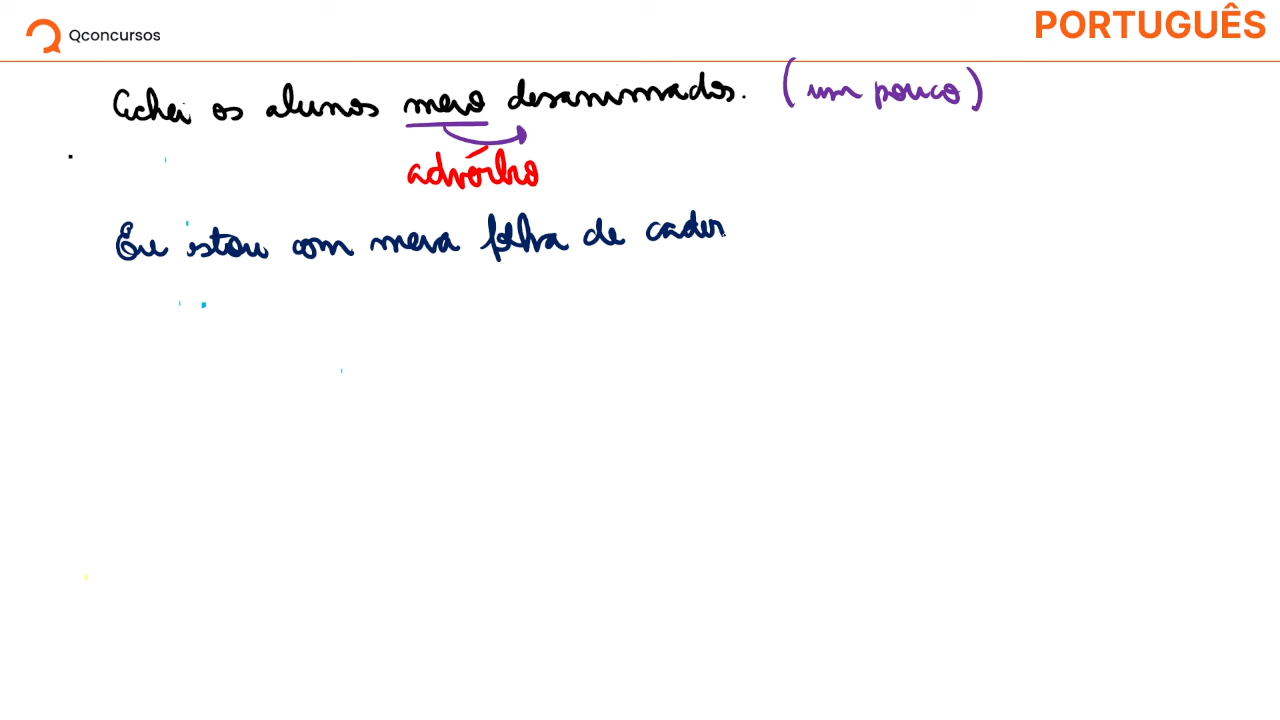 Qconcursos
PORTUGUÊS
Achei os alunos meio desanimados. (um pouco)
advérbio
Eu estou com meia folha de cader